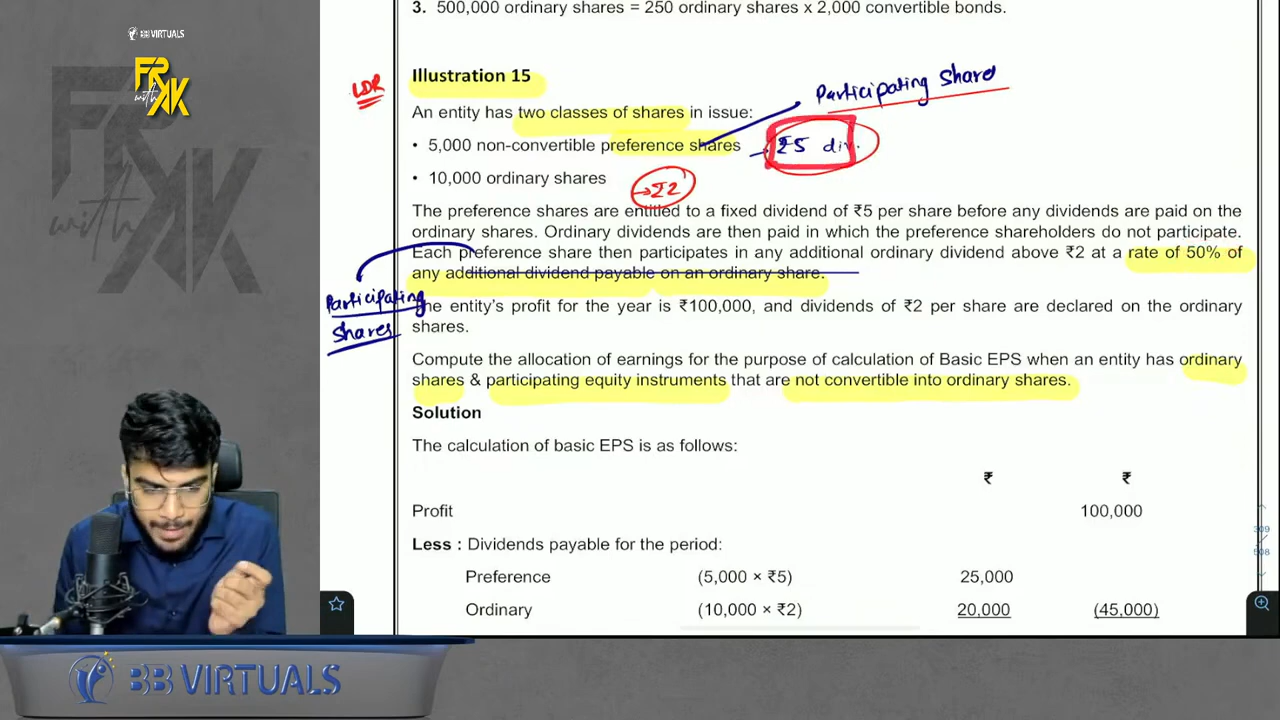 BB VIRTUALS
FR
with
AK
3. 500,000 ordinary shares = 250 ordinary shares x 2,000 convertible bonds.
LDR
Illustration 15
Participating Share
An entity has two classes of shares in issue:
• 5,000 non-convertible preference shares → ₹5 div.
• 10,000 ordinary shares
→ ₹2
The preference shares are entitled to a fixed dividend of ₹5 per share before any dividends are paid on the
ordinary shares. Ordinary dividends are then paid in which the preference shareholders do not participate.
Each preference share then participates in any additional ordinary dividend above ₹2 at a rate of 50% of
any additional dividend payable on an ordinary share.
Participating
Shares
The entity's profit for the year is ₹100,000, and dividends of ₹2 per share are declared on the ordinary
shares.
Compute the allocation of earnings for the purpose of calculation of Basic EPS when an entity has ordinary
shares & participating equity instruments that are not convertible into ordinary shares.
Solution
The calculation of basic EPS is as follows:
₹ ₹
Profit 100,000
Less : Dividends payable for the period:
Preference (5,000 × ₹5) 25,000
Ordinary (10,000 × ₹2) 20,000 (45,000)
309
508
BB VIRTUALS